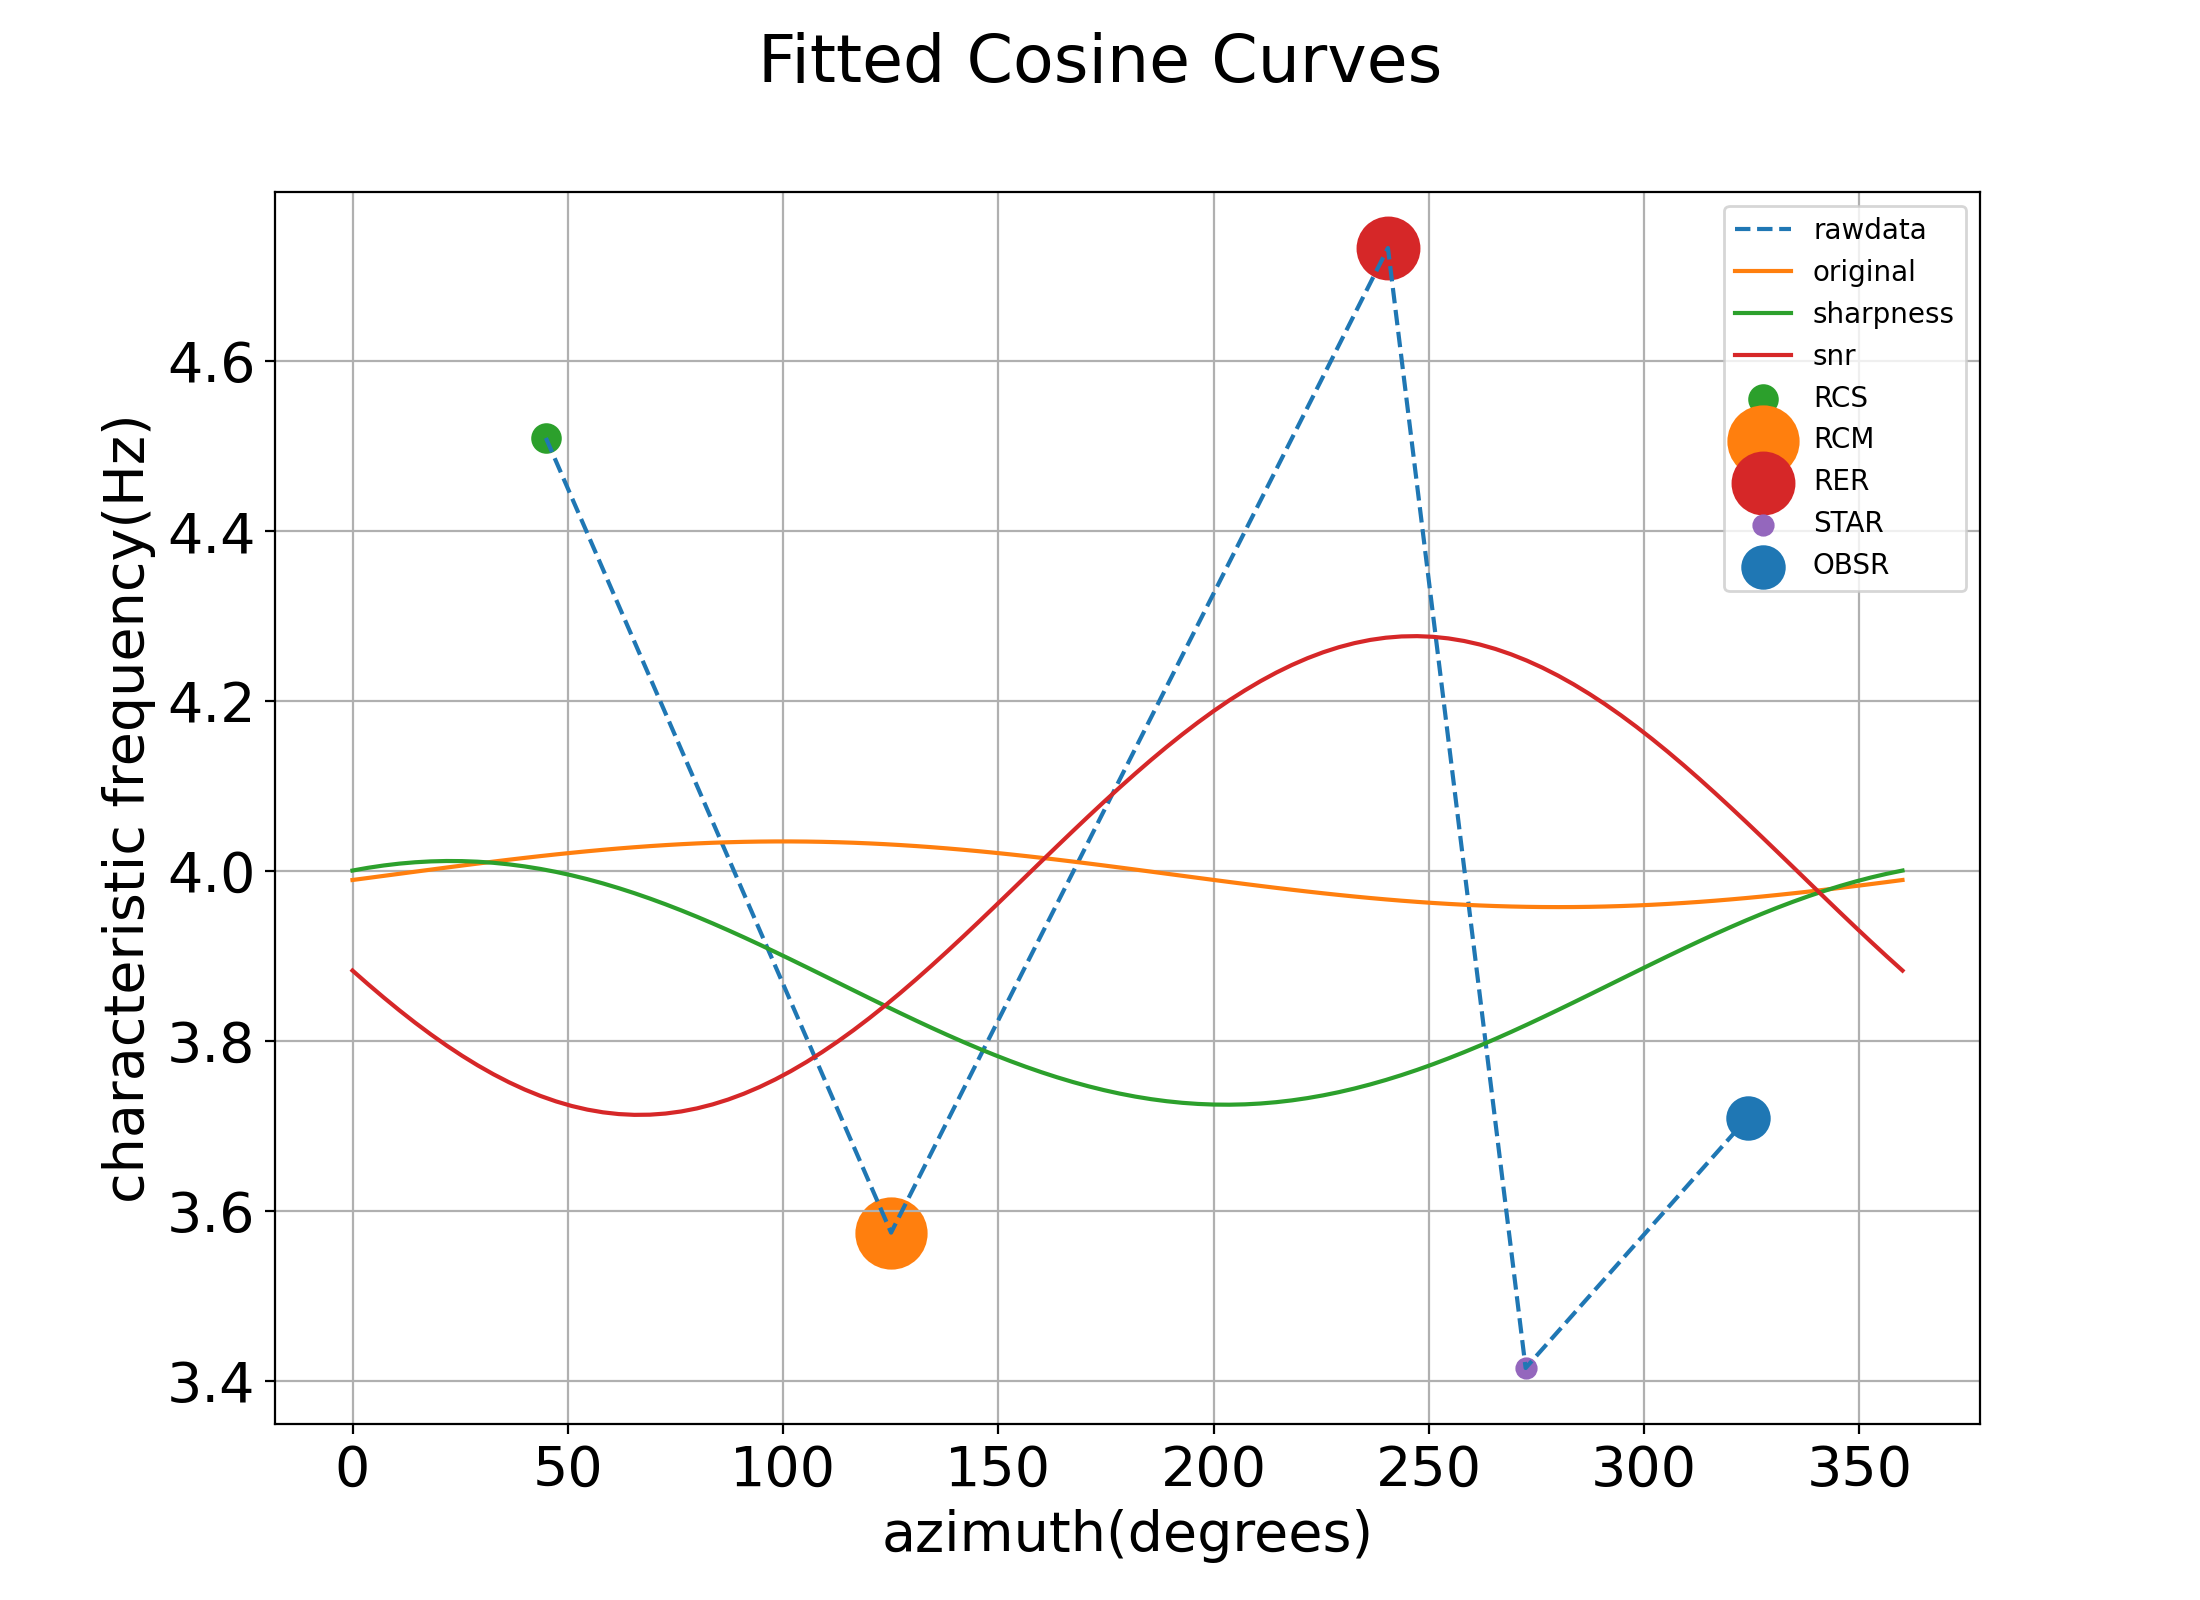 Fitted Cosine Curves
characteristic frequency(Hz)
4.6
4.4
4.2
4.0
3.8
3.6
3.4
rawdata
original
sharpness
snr
RCS
RCM
RER
STAR
OBSR
0 50 100 150 200 250 300 350
azimuth(degrees)